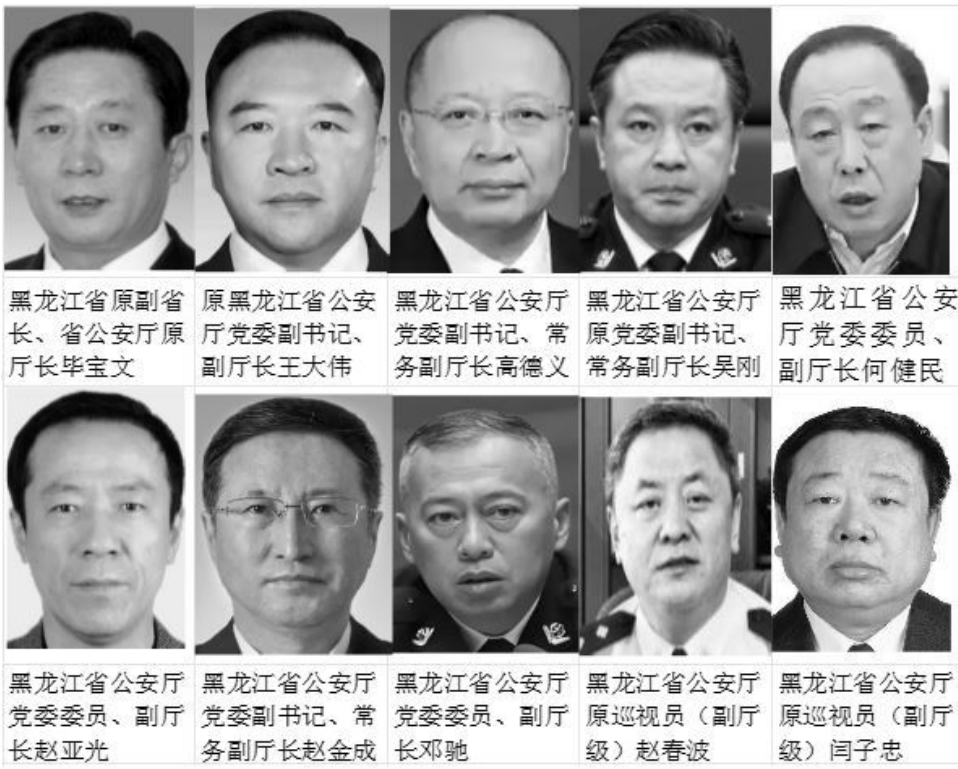 黑龙江省原副省
长、省公安厅原
厅长毕宝文
原黑龙江省公安
厅党委副书记、
副厅长王大伟
黑龙江省公安厅
党委副书记、常
务副厅长高德义
黑龙江省公安厅
原党委副书记、
常务副厅长吴刚
黑龙江省公安
厅党委委员、
副厅长何健民
黑龙江省公安厅
党委委员、副厅
长赵亚光
黑龙江省公安厅
党委副书记、常
务副厅长赵金成
黑龙江省公安厅
党委委员、副厅
长邓驰
黑龙江省公安厅
原巡视员（副厅
级）赵春波
黑龙江省公安厅
原巡视员（副厅
级）闫子忠